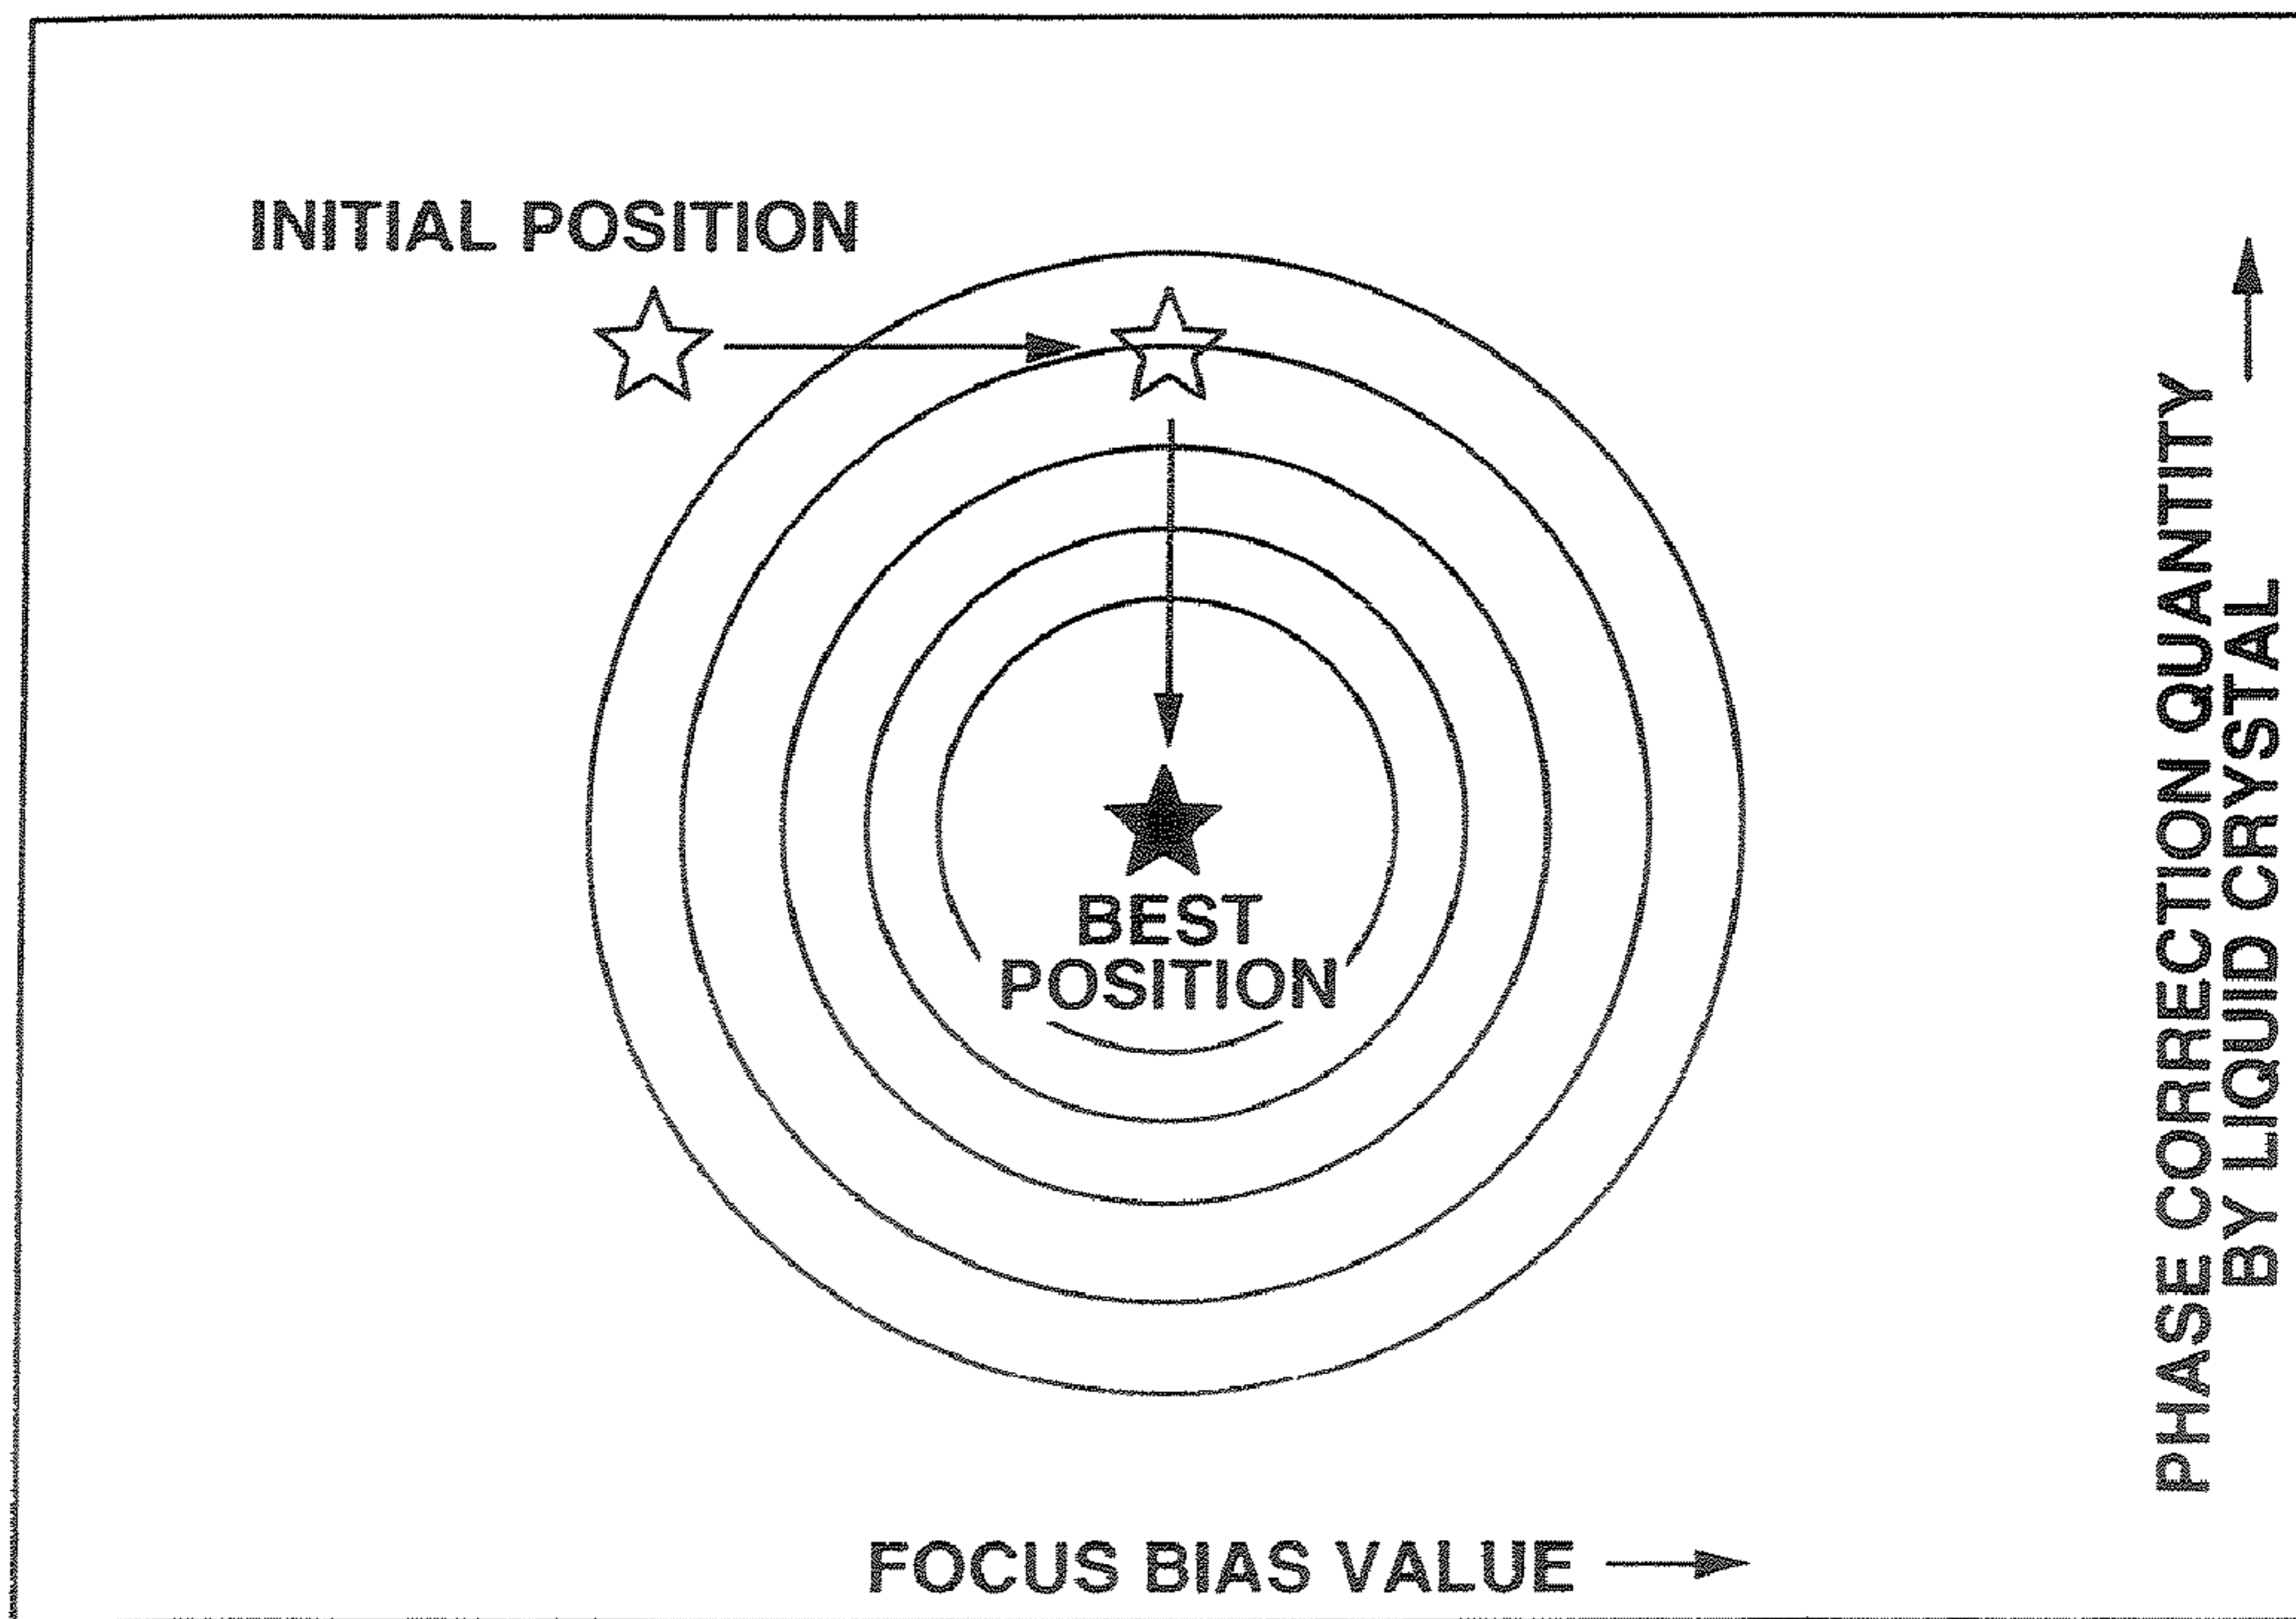 INITIAL POSITION
BEST
POSITION
PHASE CORRECTION QUANTITY
BY LIQUID CRYSTAL
FOCUS BIAS VALUE